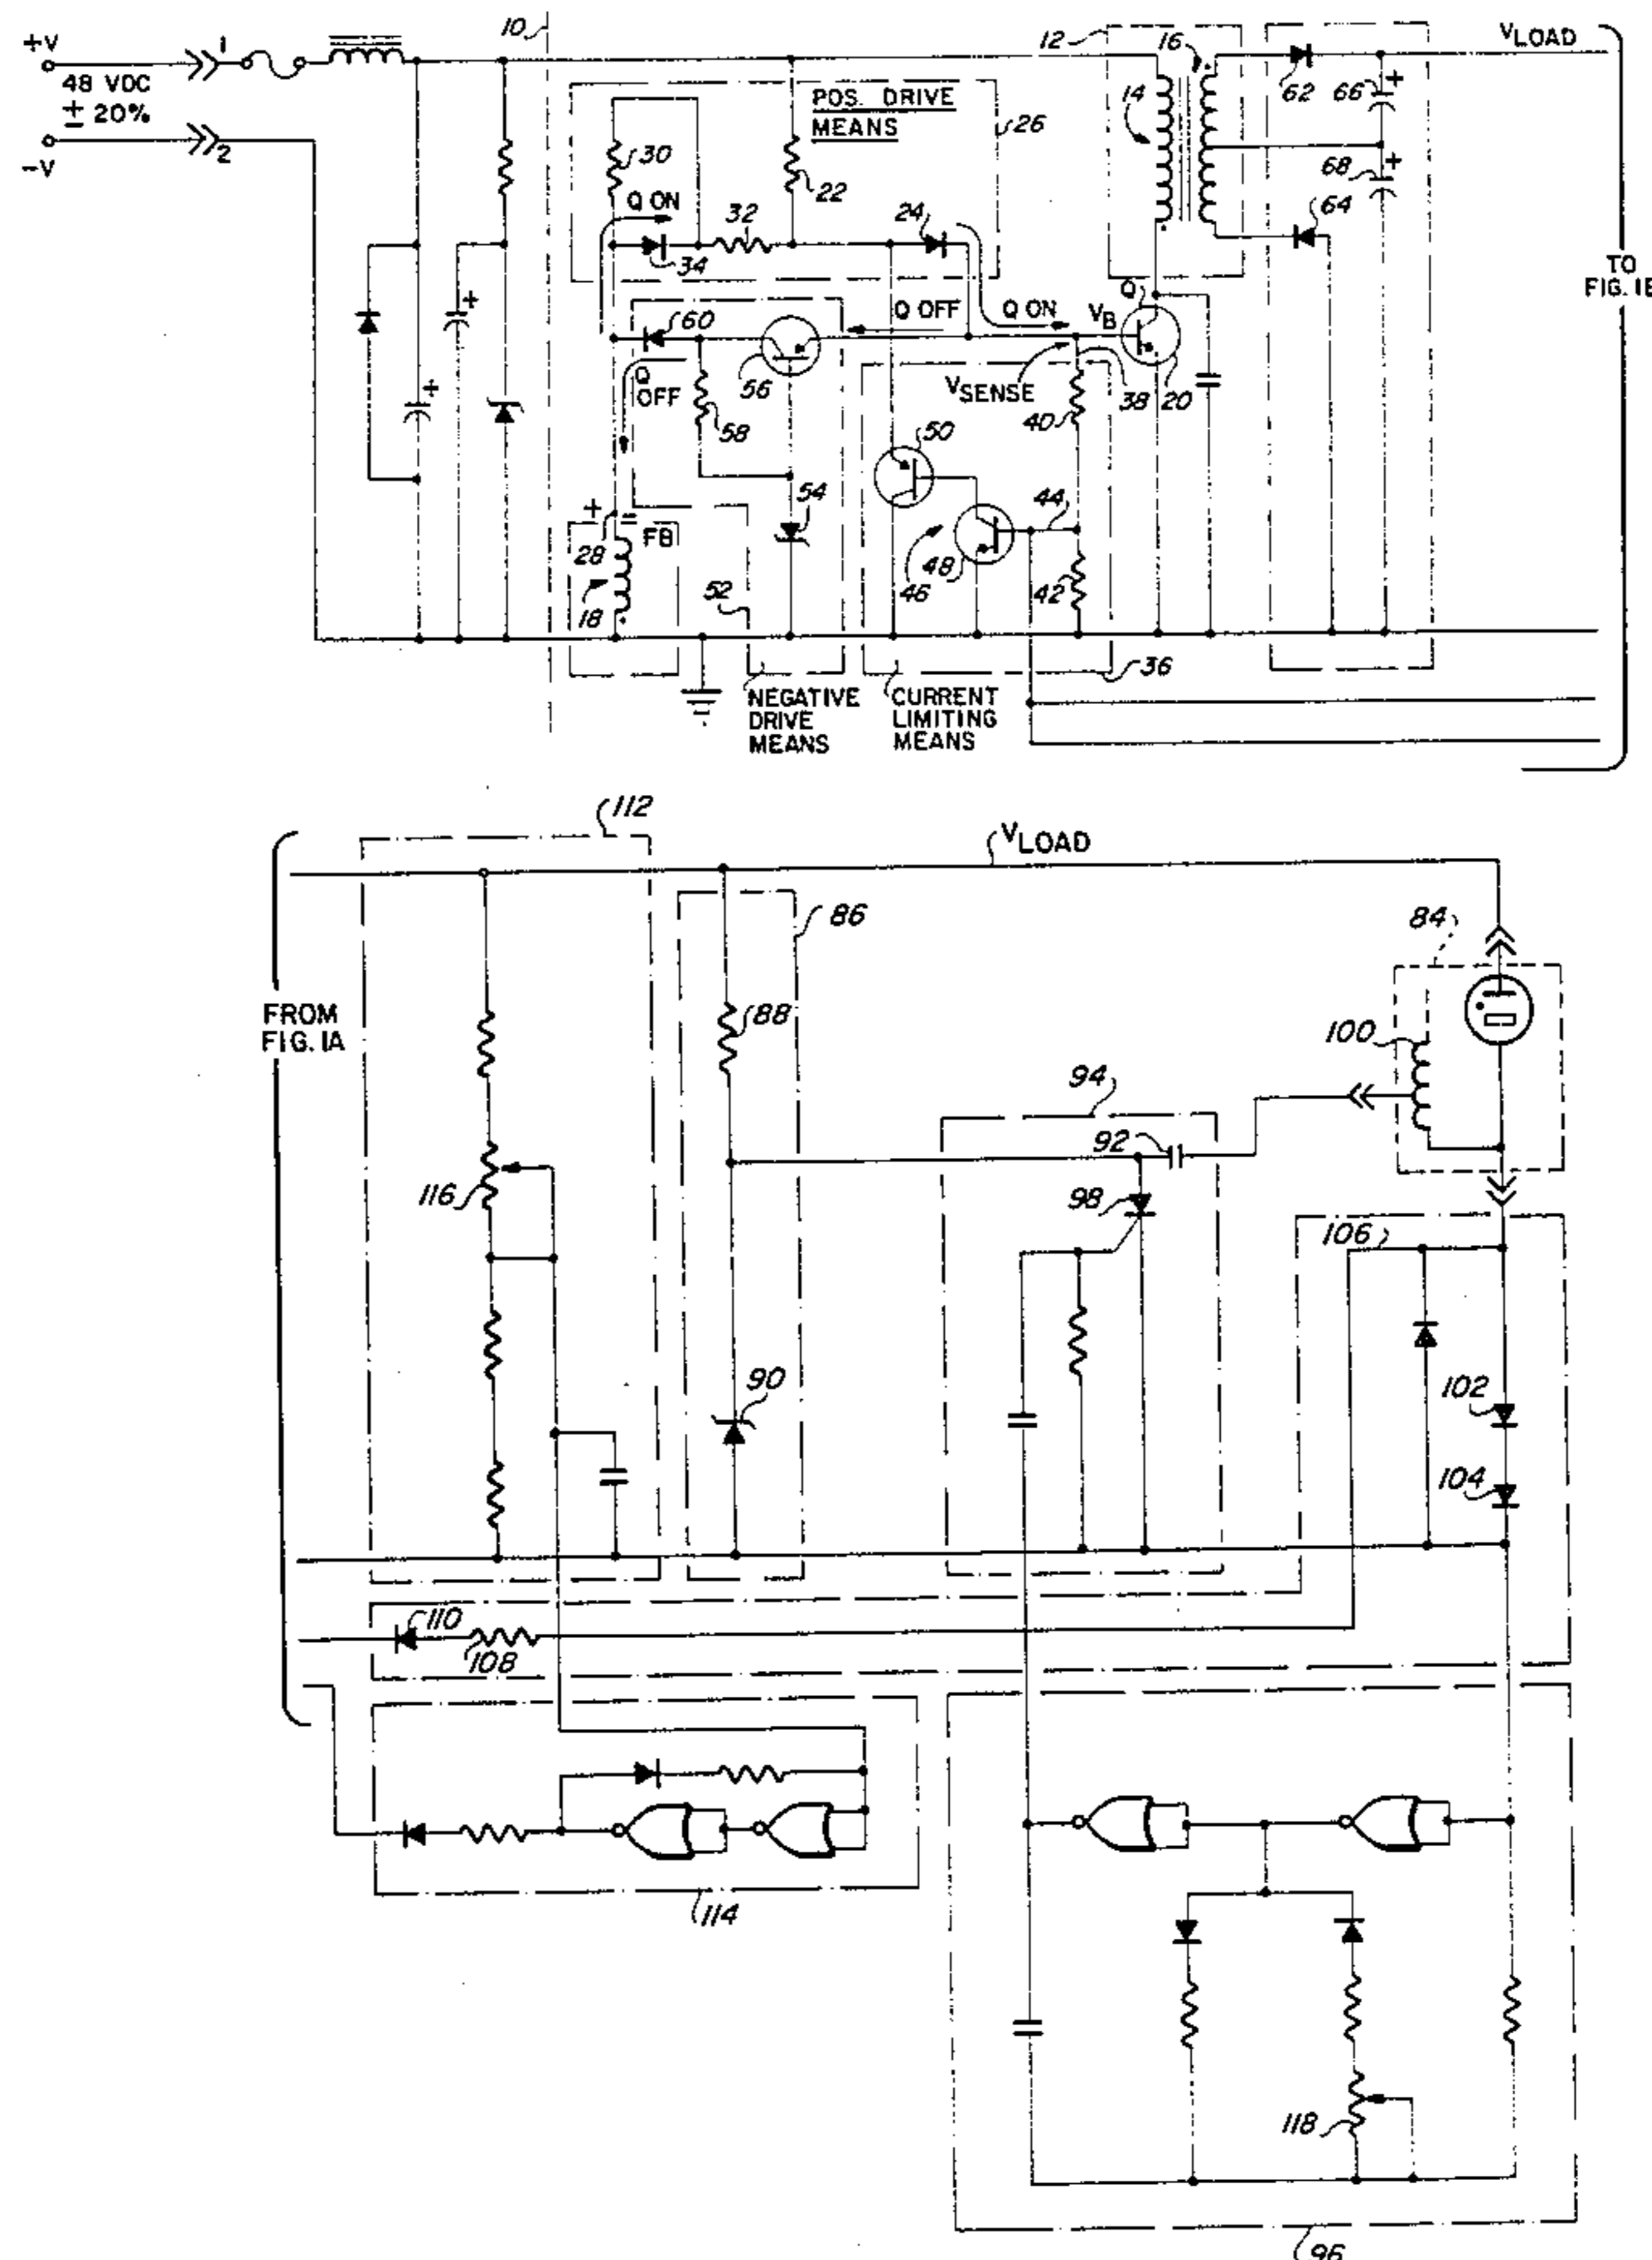 10
12
16
V LOAD
+V
1
48 VDC
± 20%
-V
2
POS. DRIVE
MEANS
26
14
62
66
30
22
68
Q ON
32
24
64
34
TO
FIG. 1E
60
Q OFF
Q ON
VB
Q
Q
OFF
56
VSENSE
38
20
58
40
50
54
44
+
28
FB
48
46
42
18
52
36
NEGATIVE
DRIVE
MEANS
CURRENT
LIMITING
MEANS
112
V LOAD
86
84
FROM
FIG. 1A
88
100
94
92
116
98
106
90
102
104
110
108
114
118
96